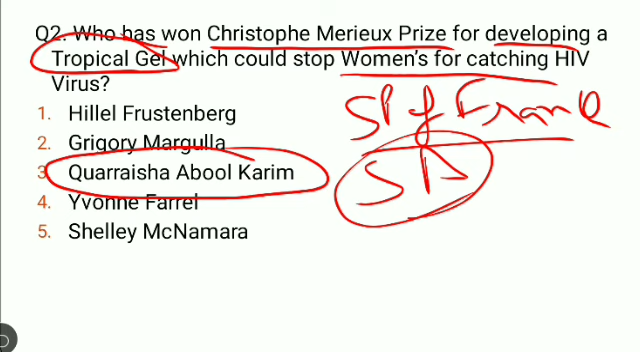 Q2. Who has won Christophe Merieux Prize for developing a
Tropical Gel which could stop Women's for catching HIV
Virus?
1. Hillel Frustenberg
2. Grigory Margulla
3. Quarraisha Abool Karim
4. Yvonne Farrel
5. Shelley McNamara
SA